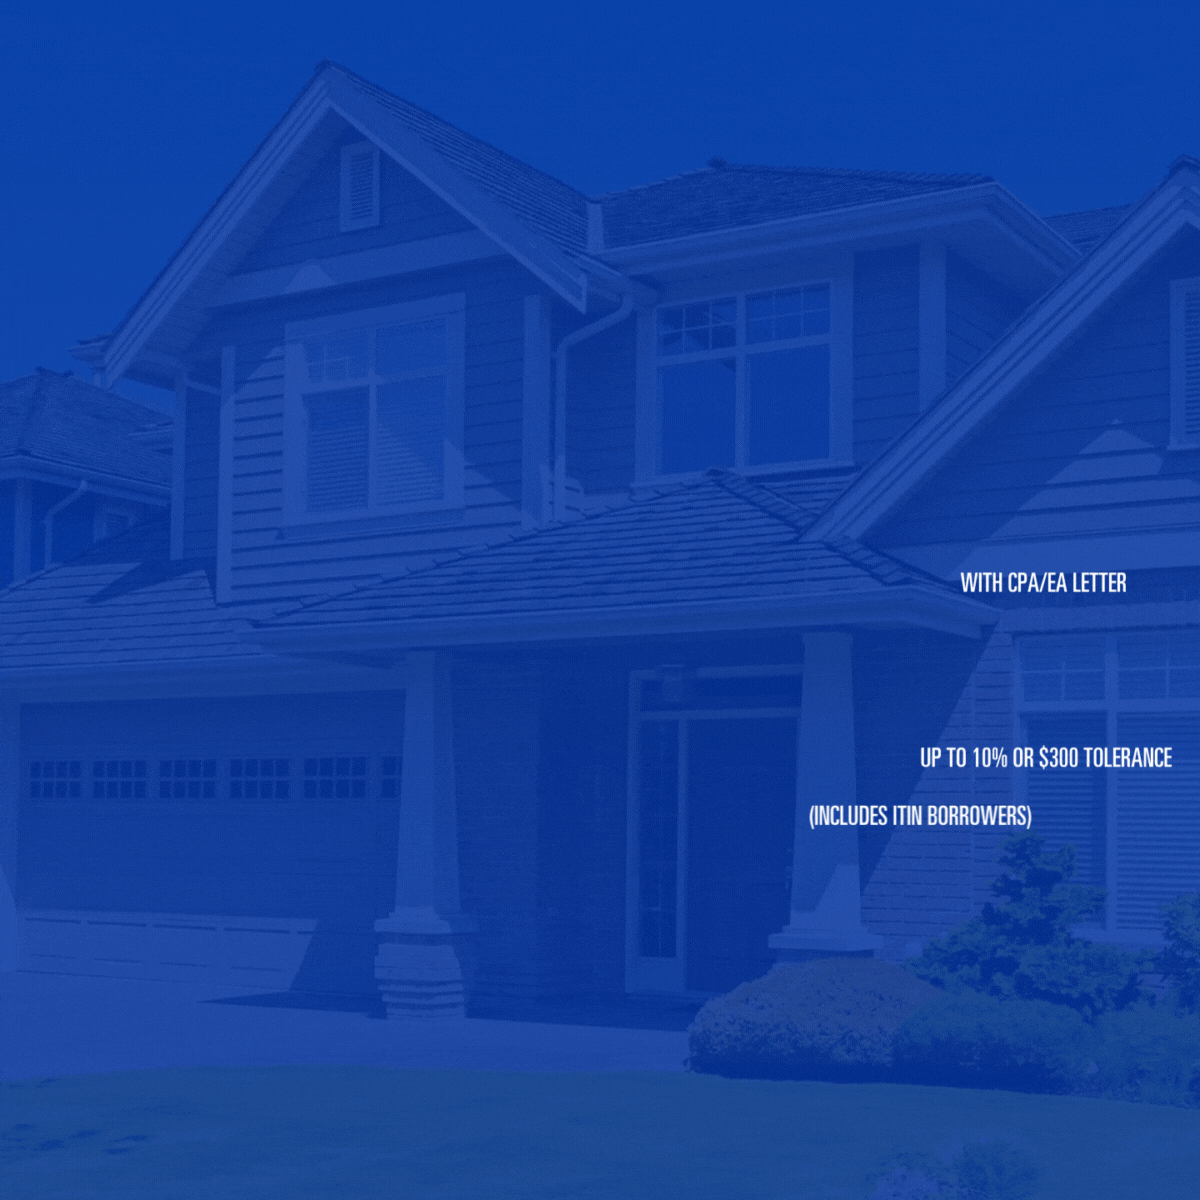 WITH CPA/EA LETTER
UP TO 10% OR $300 TOLERANCE
(INCLUDES ITIN BORROWERS)